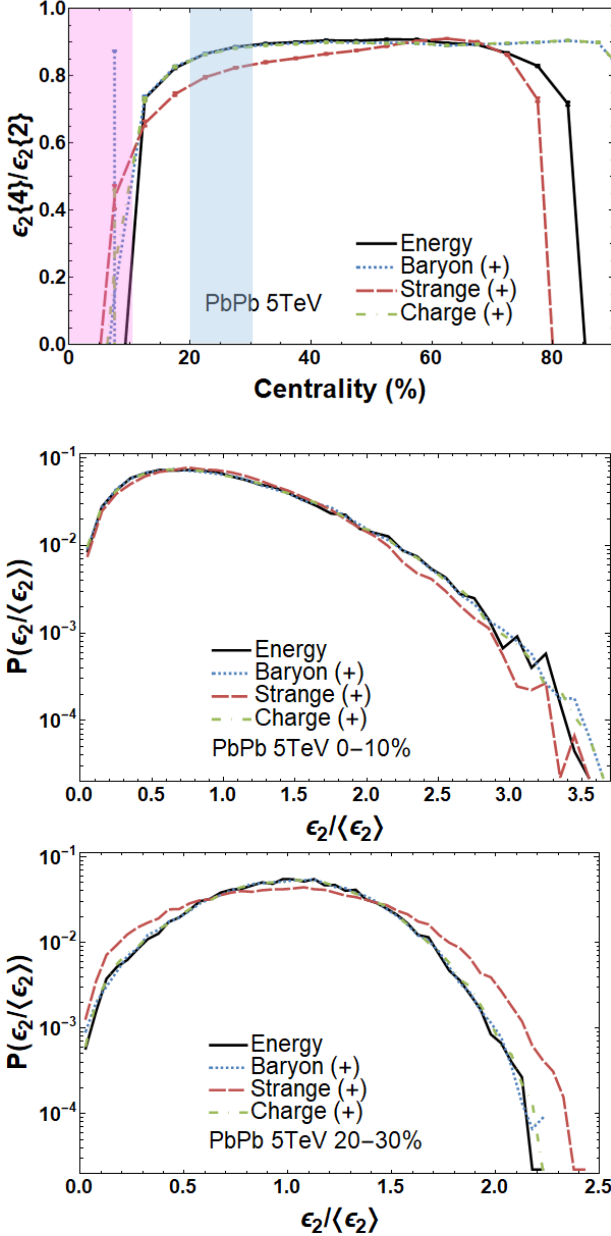 1.0
0.8
0.6
0.4
0.2
0.0
ϵ₂{4}/ϵ₂{2}
Energy
Baryon (+)
Strange (+)
Charge (+)
PbPb 5TeV
0 20 40 60 80
Centrality (%)
10⁻¹
10⁻²
10⁻³
10⁻⁴
P(ϵ₂/⟨ϵ₂⟩)
Energy
Baryon (+)
Strange (+)
Charge (+)
PbPb 5TeV 0–10%
0.0 0.5 1.0 1.5 2.0 2.5 3.0 3.5
ϵ₂/⟨ϵ₂⟩
10⁻¹
10⁻²
10⁻³
10⁻⁴
P(ϵ₂/⟨ϵ₂⟩)
Energy
Baryon (+)
Strange (+)
Charge (+)
PbPb 5TeV 20–30%
0.0 0.5 1.0 1.5 2.0 2.5
ϵ₂/⟨ϵ₂⟩